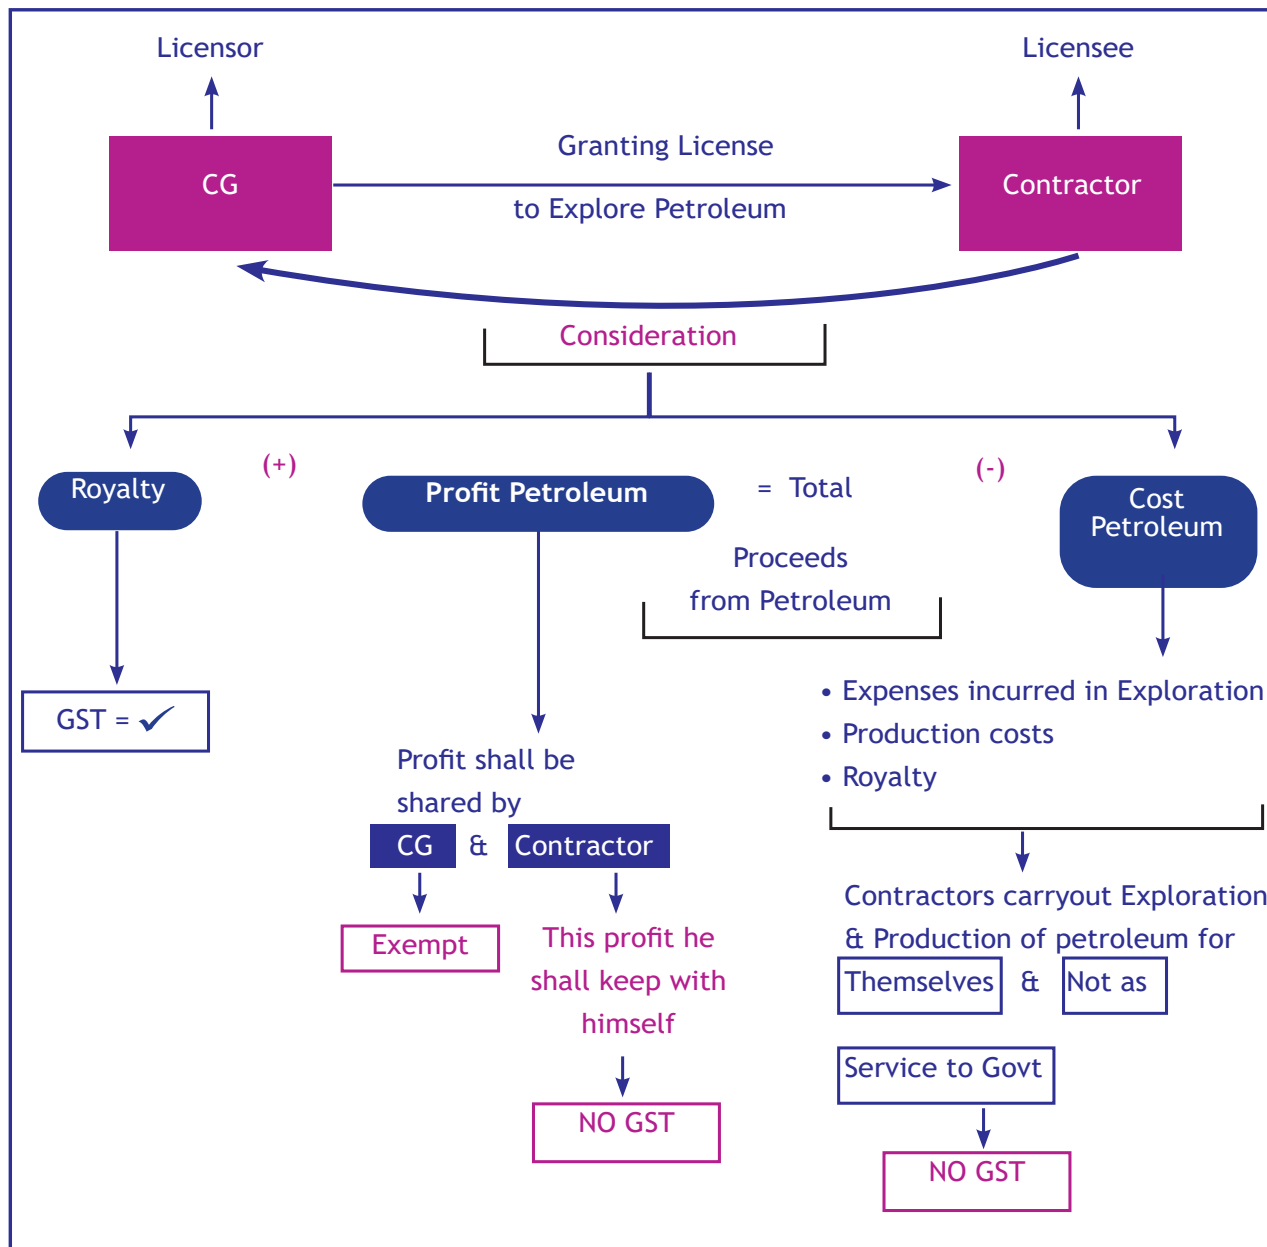 Licensor
Licensee
CG
Granting License
to Explore Petroleum
Contractor
Consideration
Royalty
(+)
Profit Petroleum
= Total
Proceeds
from Petroleum
(-)
Cost
Petroleum
GST = ✓
Profit shall be
shared by
CG & Contractor
Exempt
This profit he
shall keep with
himself
NO GST
• Expenses incurred in Exploration
• Production costs
• Royalty
Contractors carryout Exploration
& Production of petroleum for
Themselves & Not as
Service to Govt
NO GST